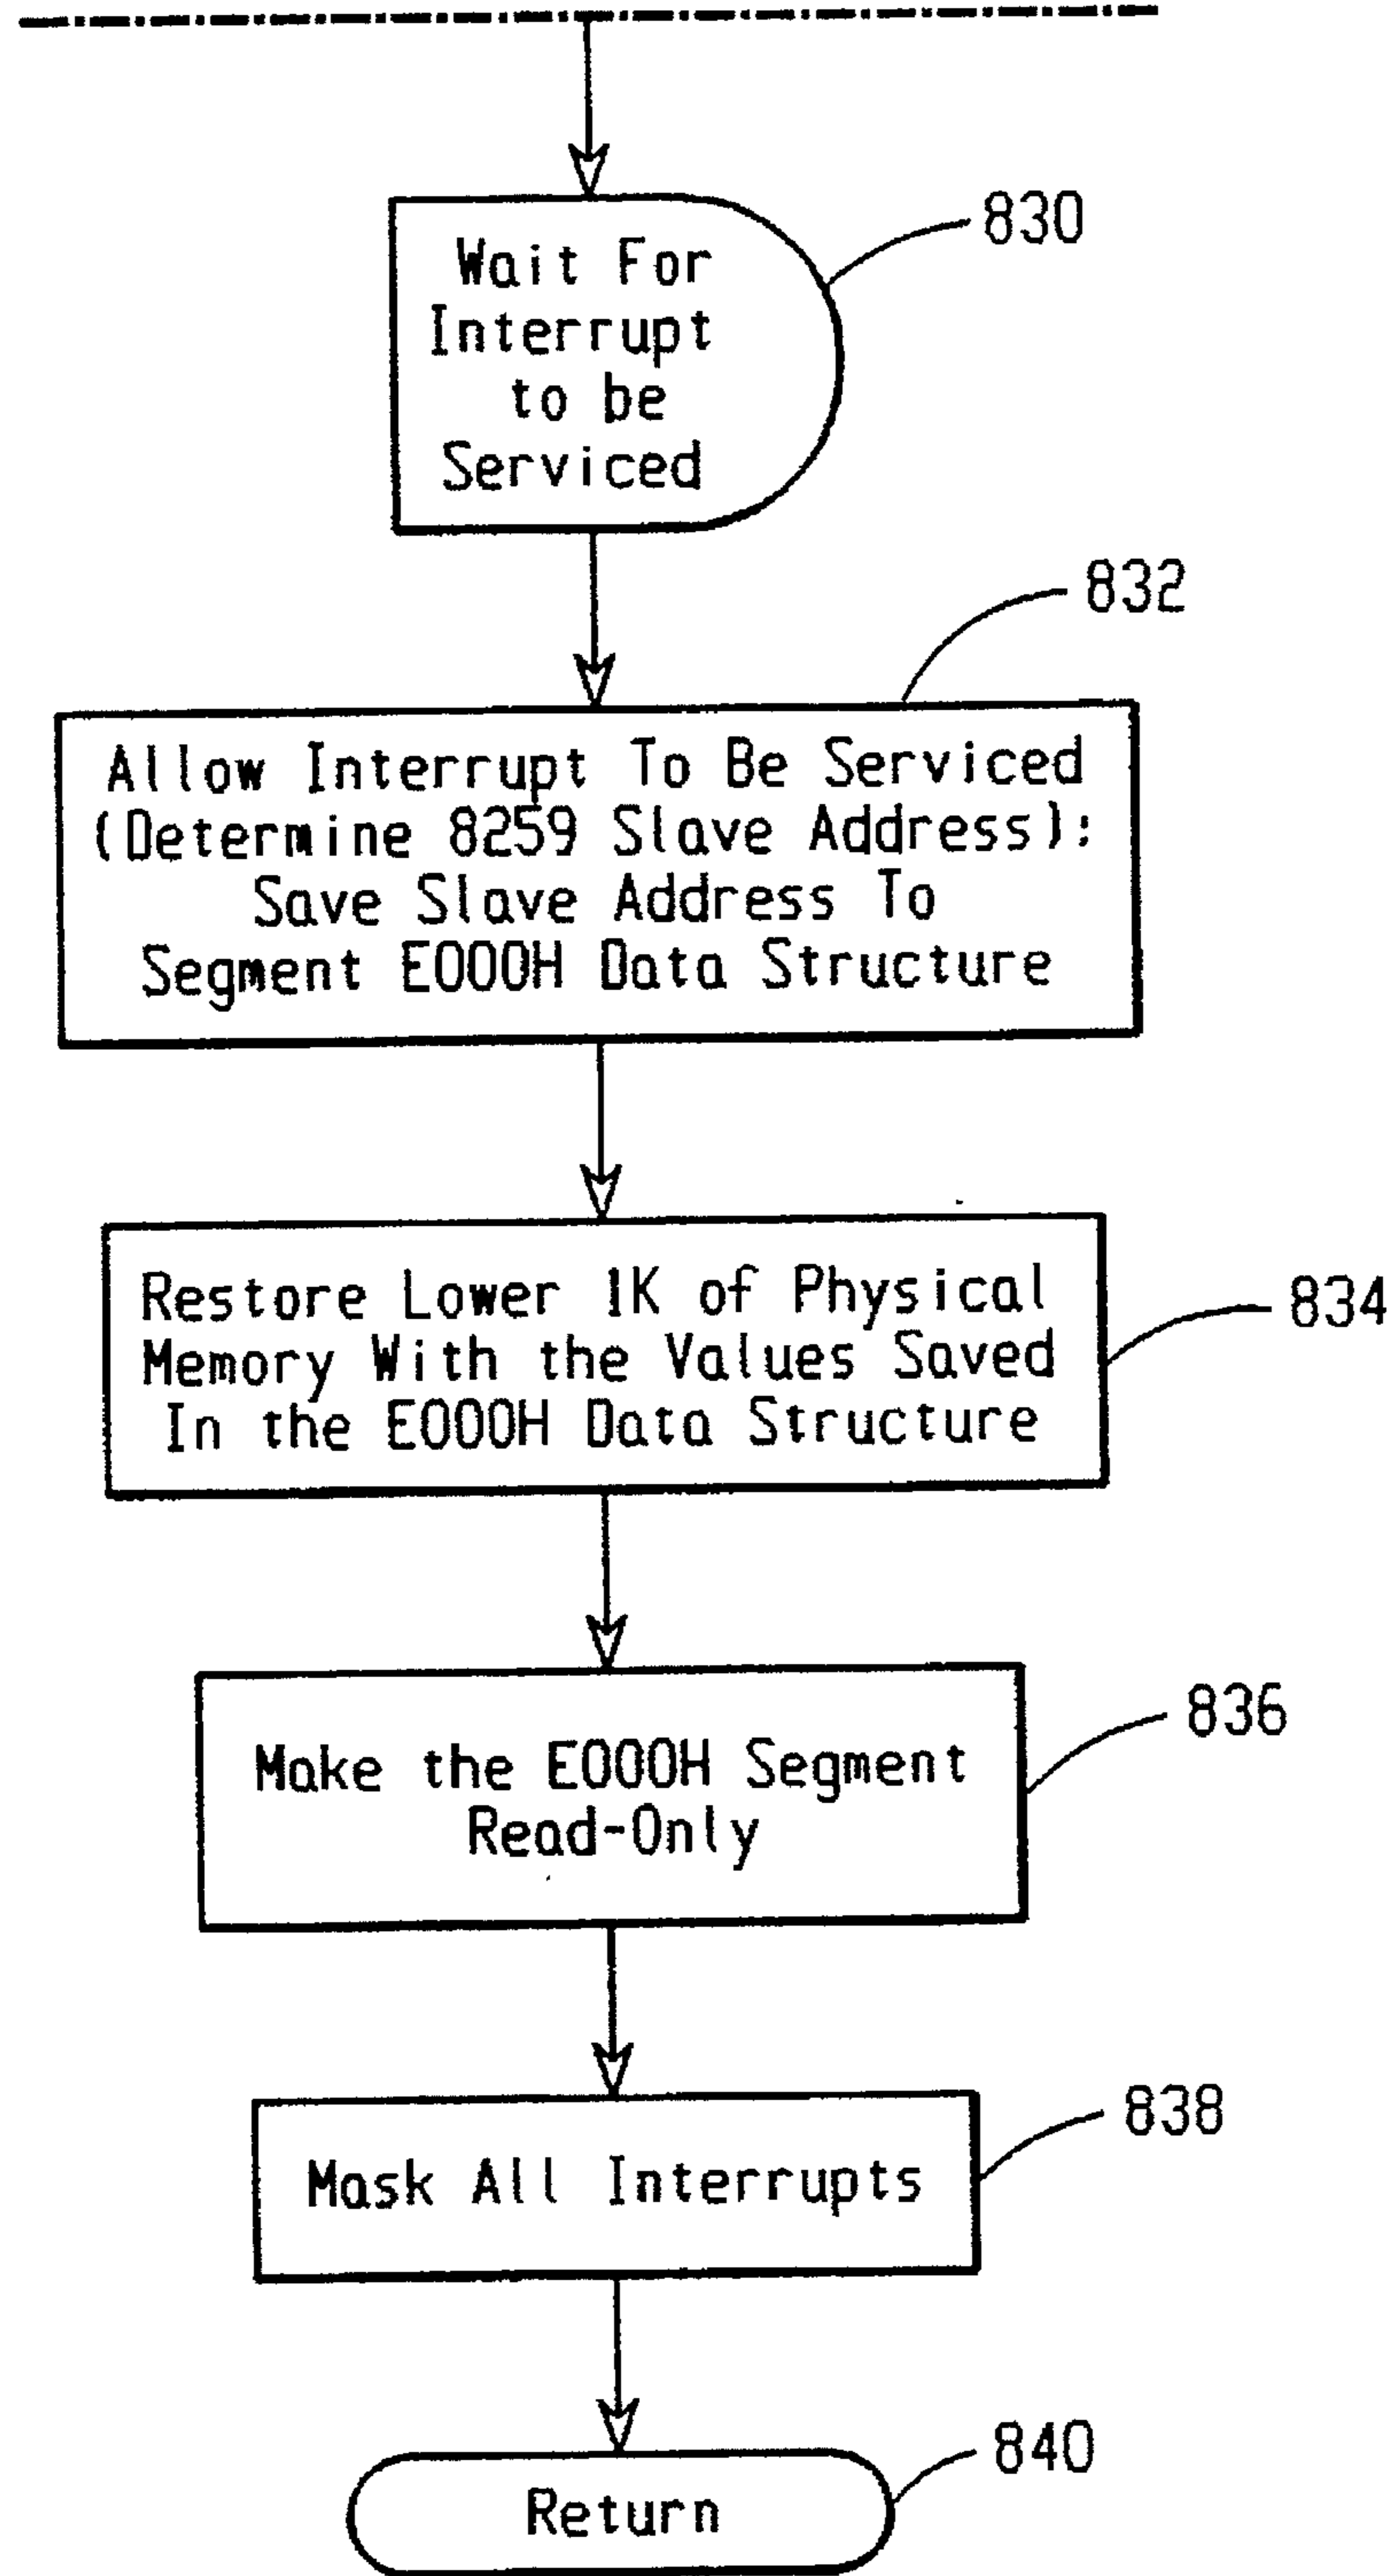 830
Wait For
Interrupt
to be
Serviced
832
Allow Interrupt To Be Serviced
(Determine 8259 Slave Address);
Save Slave Address To
Segment E000H Data Structure
834
Restore Lower 1K of Physical
Memory With the Values Saved
In the E000H Data Structure
836
Make the E000H Segment
Read-Only
838
Mask All Interrupts
840
Return